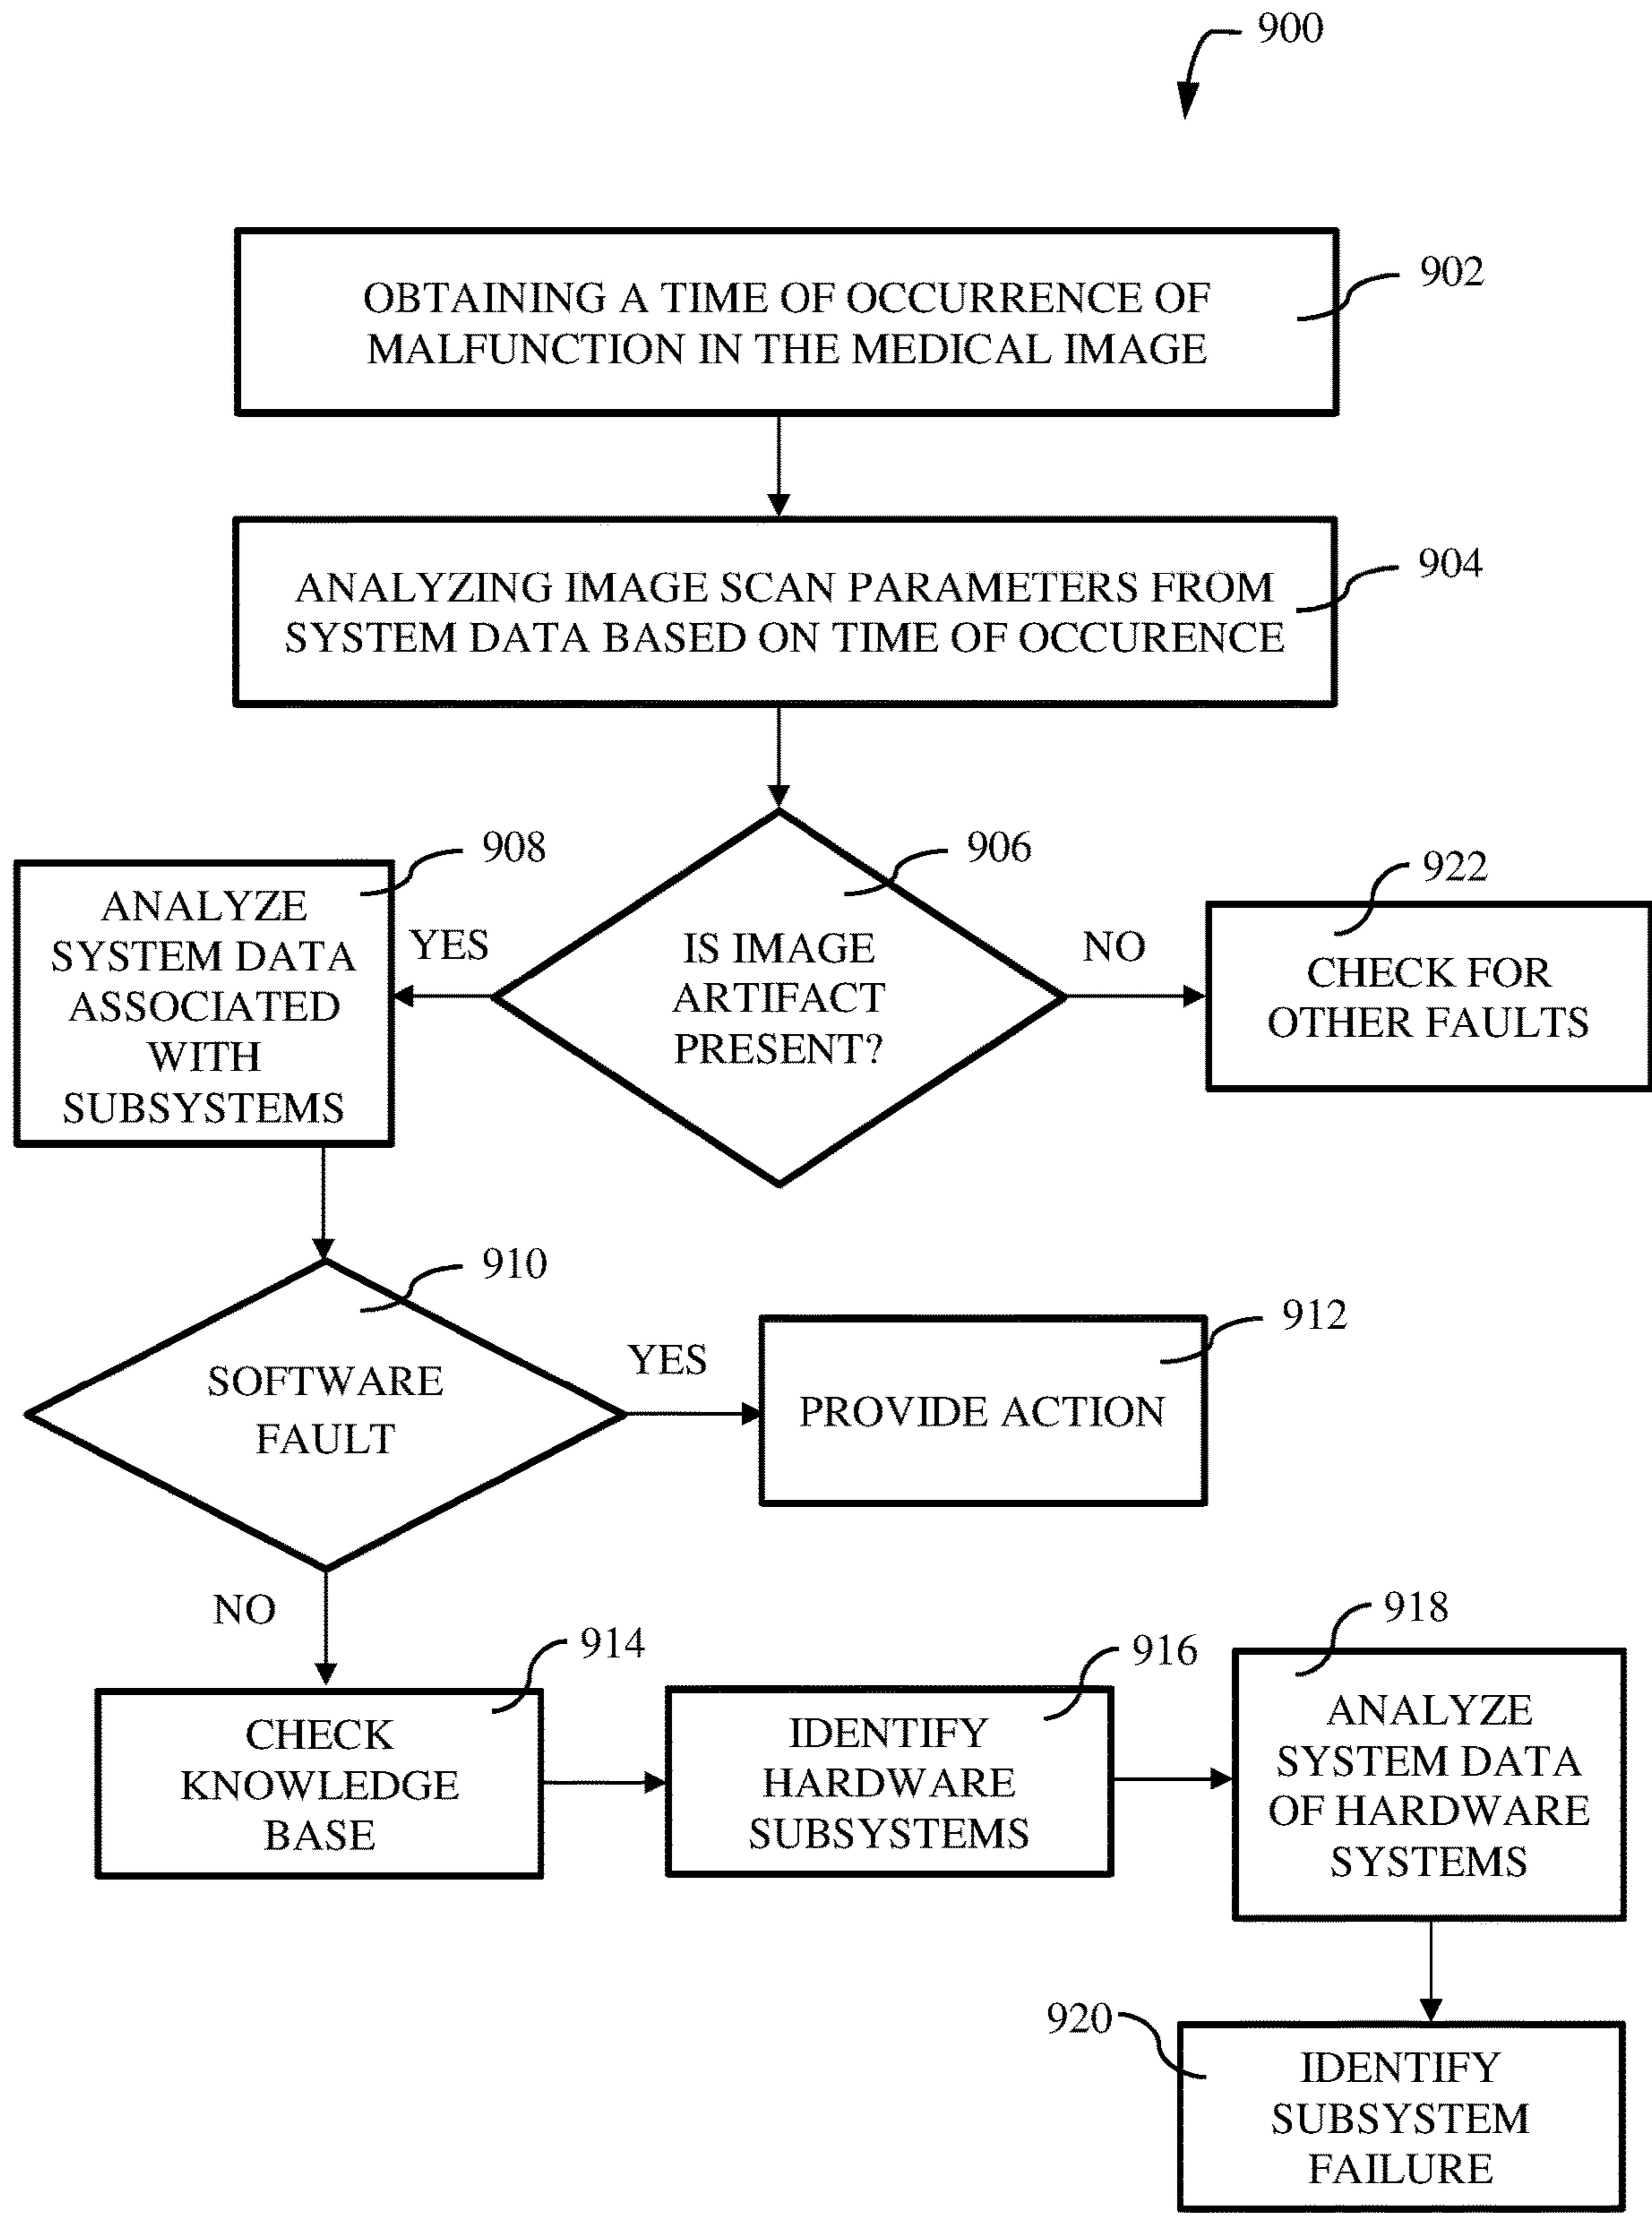 900
OBTAINING A TIME OF OCCURRENCE OF
MALFUNCTION IN THE MEDICAL IMAGE
902
ANALYZING IMAGE SCAN PARAMETERS FROM
SYSTEM DATA BASED ON TIME OF OCCURENCE
904
908
ANALYZE
SYSTEM DATA
ASSOCIATED
WITH
SUBSYSTEMS
YES
906
IS IMAGE
ARTIFACT
PRESENT?
NO
922
CHECK FOR
OTHER FAULTS
910
SOFTWARE
FAULT
YES
912
PROVIDE ACTION
NO
914
CHECK
KNOWLEDGE
BASE
916
IDENTIFY
HARDWARE
SUBSYSTEMS
918
ANALYZE
SYSTEM DATA
OF HARDWARE
SYSTEMS
920
IDENTIFY
SUBSYSTEM
FAILURE